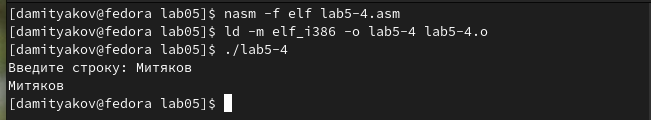 [damityakov@fedora lab05]$ nasm -f elf lab5-4.asm
[damityakov@fedora lab05]$ ld -m elf_i386 -o lab5-4 lab5-4.o
[damityakov@fedora lab05]$ ./lab5-4
Введите строку: Митяков
Митяков
[damityakov@fedora lab05]$